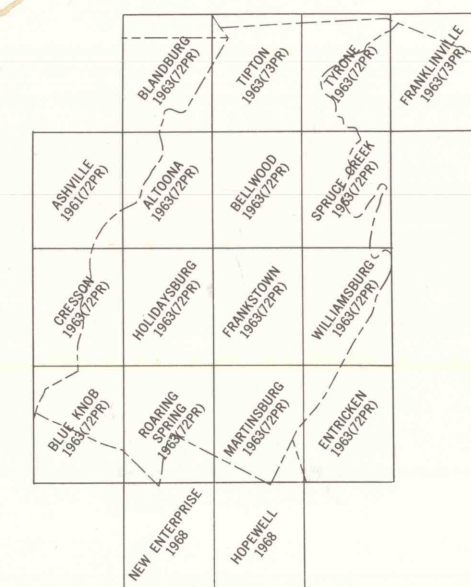 BLANDBURG
1963(72PR)
TIPTON
1963(73PR)
TYRONE
1963(72PR)
FRANKLINVILLE
1963(73PR)
ASHVILLE
1961(72PR)
ALTOONA
1963(72PR)
BELLWOOD
1963(72PR)
SPRUCE CREEK
1963(72PR)
CRESSON
1963(72PR)
HOLIDAYSBURG
1963(72PR)
FRANKSTOWN
1963(72PR)
WILLIAMSBURG
1963(72PR)
BLUE KNOB
1963(72PR)
ROARING
SPRING
1963(72PR)
MARTINSBURG
1963(72PR)
ENTRICKEN
1963(72PR)
NEW ENTERPRISE
1968
HOPEWELL
1968